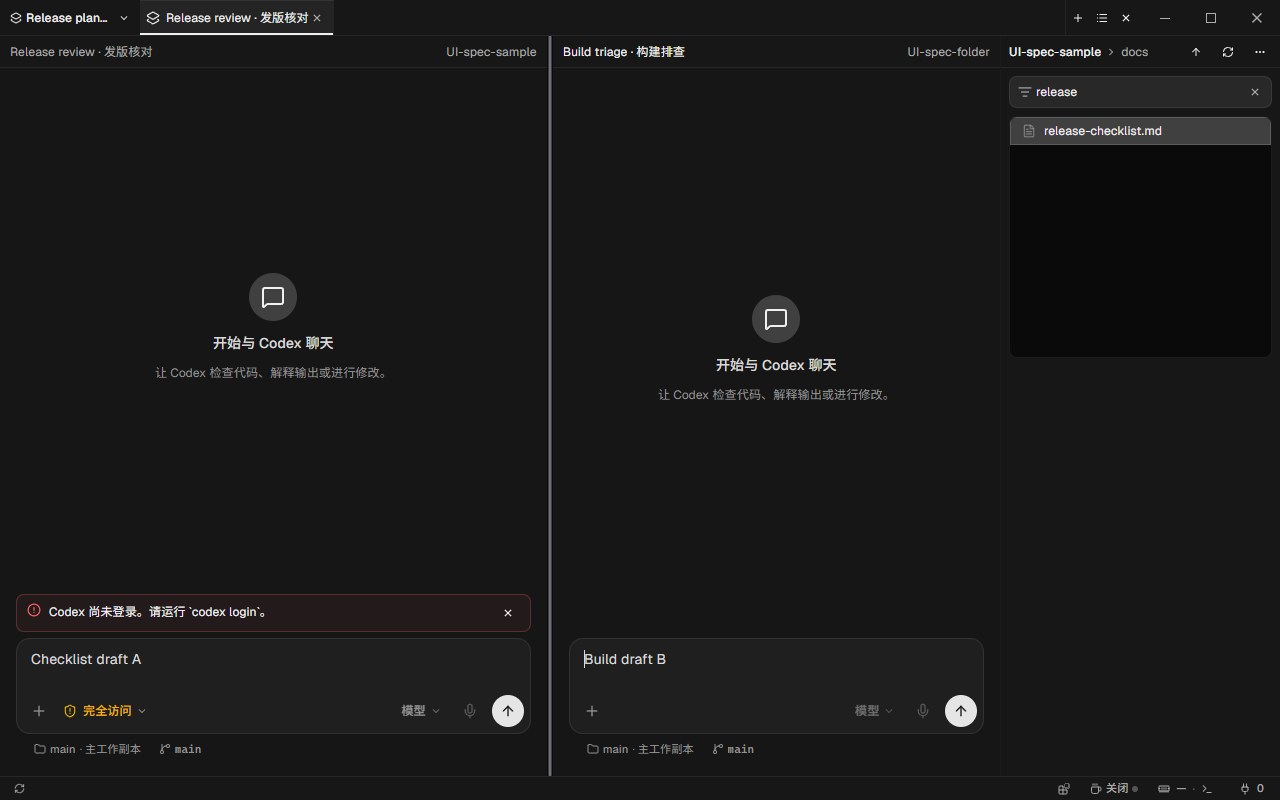 Release plan...
Release review · 发版核对
Release review · 发版核对
UI-spec-sample
Build triage · 构建排查
UI-spec-folder
UI-spec-sample
docs
release
release-checklist.md
开始与 Codex 聊天
让 Codex 检查代码、解释输出或进行修改。
开始与 Codex 聊天
让 Codex 检查代码、解释输出或进行修改。
Codex 尚未登录。请运行 `codex login`。
Checklist draft A
完全访问
模型
main · 主工作副本
main
Build draft B
模型
main · 主工作副本
main
关闭
— ·
0